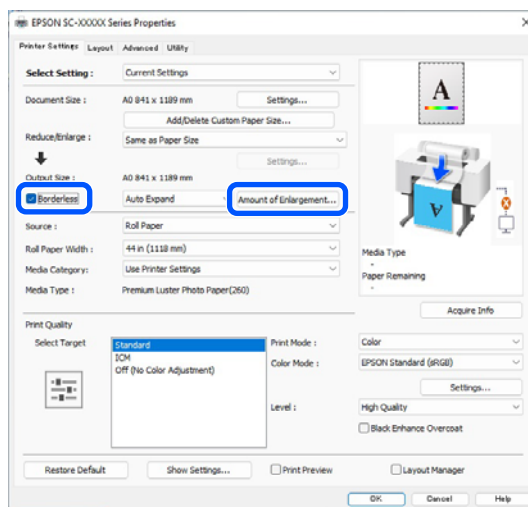 EPSON SC-XXXXX Series Properties
Printer Settings Layout Advanced Utility
Select Setting : Current Settings
Document Size : A0 841 x 1189 mm Settings...
Add/Delete Custom Paper Size...
Reduce/Enlarge : Same as Paper Size
Settings...
Output Size : A0 841 x 1189 mm
Borderless Auto Expand Amount of Enlargement...
Source : Roll Paper
Roll Paper Width : 44 in (1118 mm)
Media Category: Use Printer Settings
Media Type : Premium Luster Photo Paper(260)
A
A
Media Type
-
Paper Remaining
-
Acquire Info
Print Quality
Select Target
Standard
ICM
Off (No Color Adjustment)
Print Mode : Color
Color Mode : EPSON Standard (sRGB)
Settings...
Level : High Quality
Black Enhance Overcoat
Restore Default Show Settings... Print Preview Layout Manager
OK Cancel Help